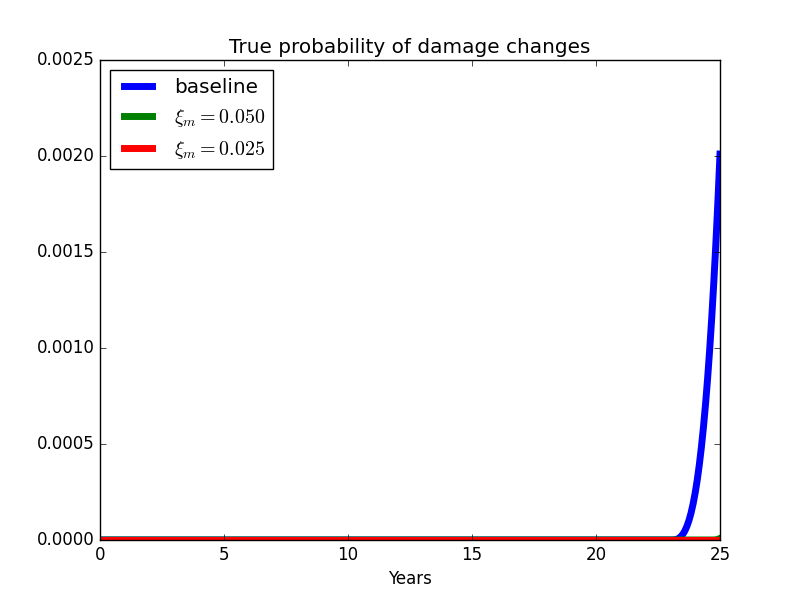 True probability of damage changes
0.0025
0.0020
0.0015
0.0010
0.0005
0.0000
baseline
ξₘ = 0.050
ξₘ = 0.025
0 5 10 15 20 25
Years